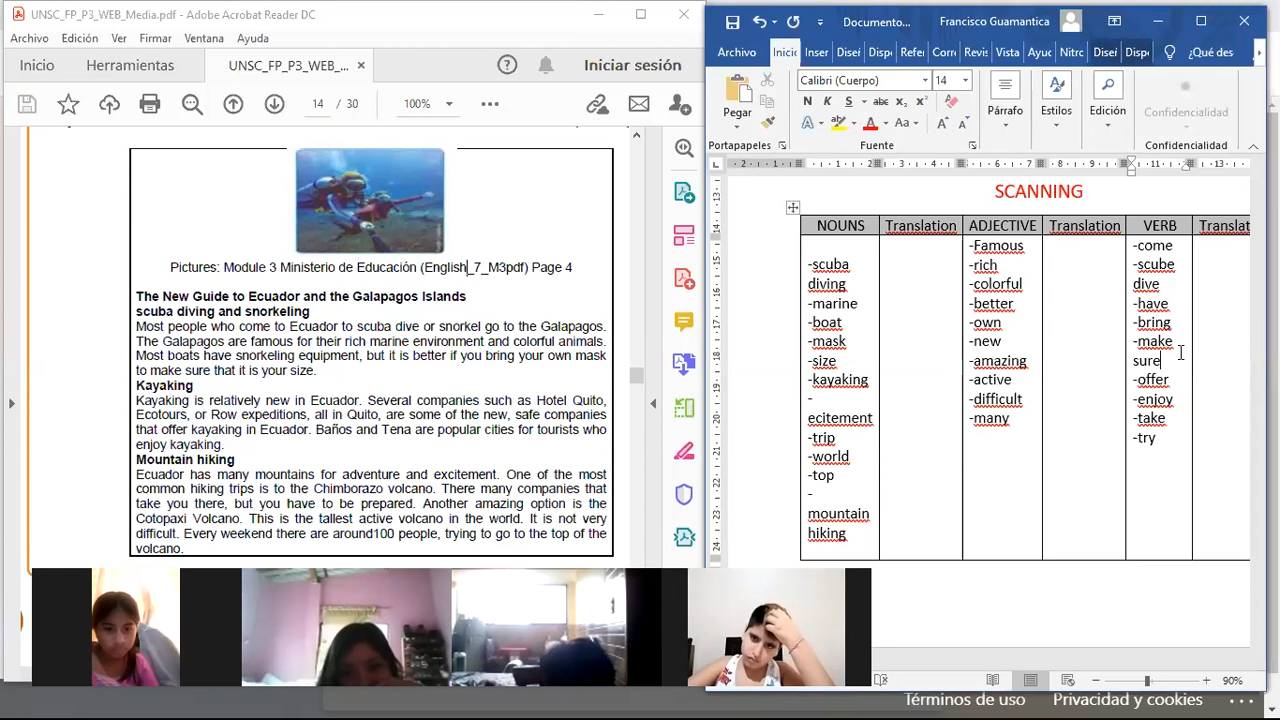 UNSC_FP_P3_WEB_Media.pdf - Adobe Acrobat Reader DC
Archivo Edición Ver Firmar Ventana Ayuda
Inicio Herramientas UNSC_FP_P3_WEB_... Iniciar sesión
14 / 30 100%
Pictures: Module 3 Ministerio de Educación (English_7_M3pdf) Page 4
The New Guide to Ecuador and the Galapagos Islands
scuba diving and snorkeling
Most people who come to Ecuador to scuba dive or snorkel go to the Galapagos.
The Galapagos are famous for their rich marine environment and colorful animals.
Most boats have snorkeling equipment, but it is better if you bring your own mask
to make sure that it is your size.
Kayaking
Kayaking is relatively new in Ecuador. Several companies such as Hotel Quito,
Ecotours, or Row expeditions, all in Quito, are some of the new, safe companies
that offer kayaking in Ecuador. Baños and Tena are popular cities for tourists who
enjoy kayaking.
Mountain hiking
Ecuador has many mountains for adventure and excitement. One of the most
common hiking trips is to the Chimborazo volcano. There many companies that
take you there, but you have to be prepared. Another amazing option is the
Cotopaxi Volcano. This is the tallest active volcano in the world. It is not very
difficult. Every weekend there are around100 people, trying to go to the top of the
volcano.
Documento... Francisco Guamantica
Archivo Inicio Inser Diseí Dispo Refer Corre Revis Vista Ayuc Nitro Diseí Dispo ¿Qué des
Pegar
Portapapeles
Calibri (Cuerpo) 14
N K S abc x₂ x²
A A Aa A A
Fuente
Párrafo
Estilos
Edición
Confidencialidad
Confidencialidad
SCANNING
NOUNS Translation ADJECTIVE Translation VERB Translat
-scuba
diving
-marine
-boat
-mask
-size
-kayaking
-
ecitement
-trip
-world
-top
-
mountain
hiking
-Famous
-rich
-colorful
-better
-own
-new
-amazing
-active
-difficult
-many
-come
-scube
dive
-have
-bring
-make
sure
-offer
-enjoy
-take
-try
90%
Términos de uso Privacidad y cookies ...